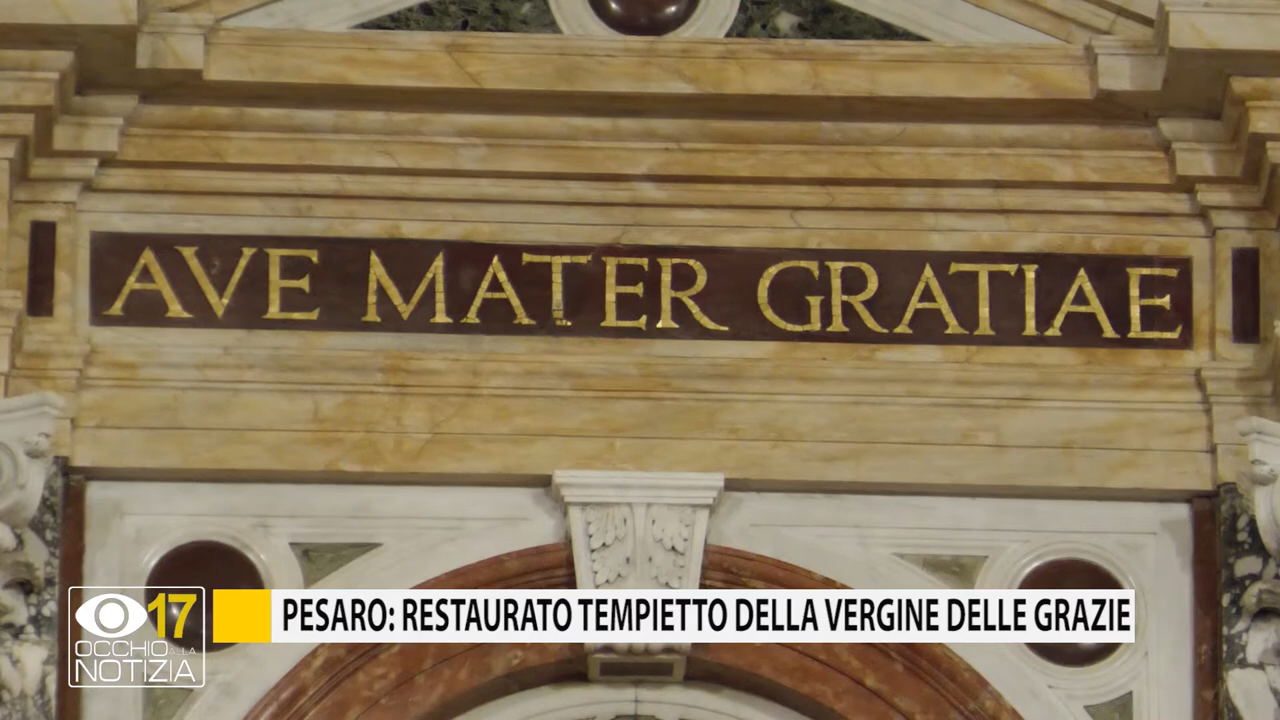 AVE MATER GRATIAE
PESARO: RESTAURATO TEMPIETTO DELLA VERGINE DELLE GRAZIE
17
OCCHIO ALLA
NOTIZIA